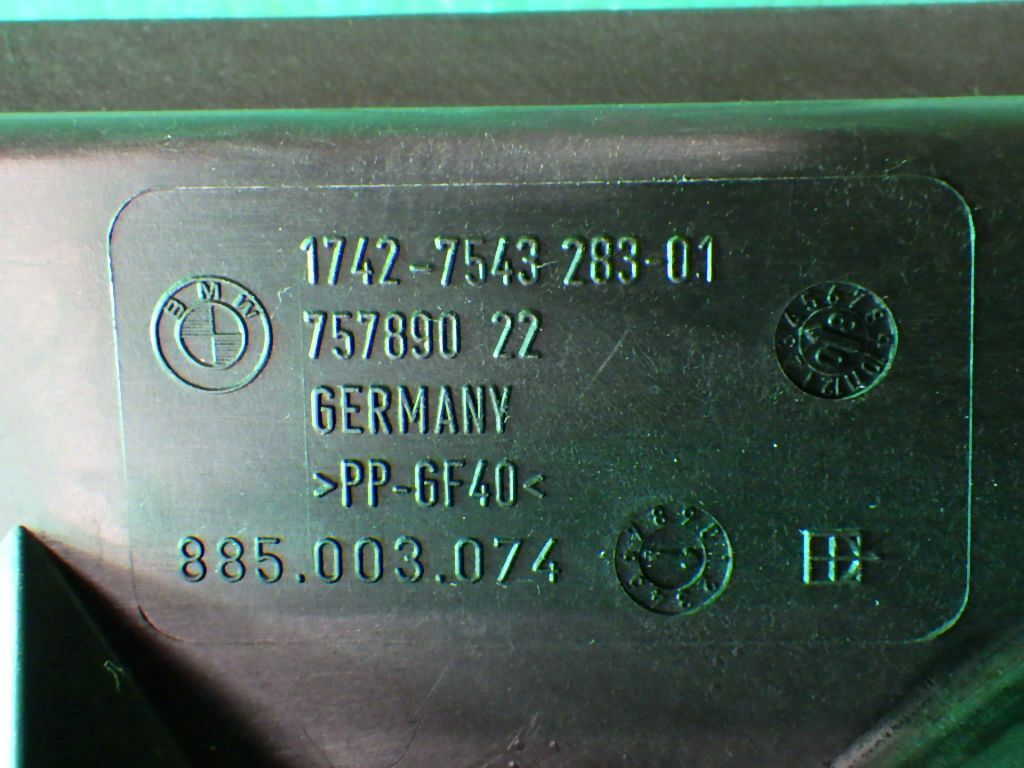 1742-7543 283-01
BMW
757890 22
GERMANY
>PP-GF40<
885.003.074